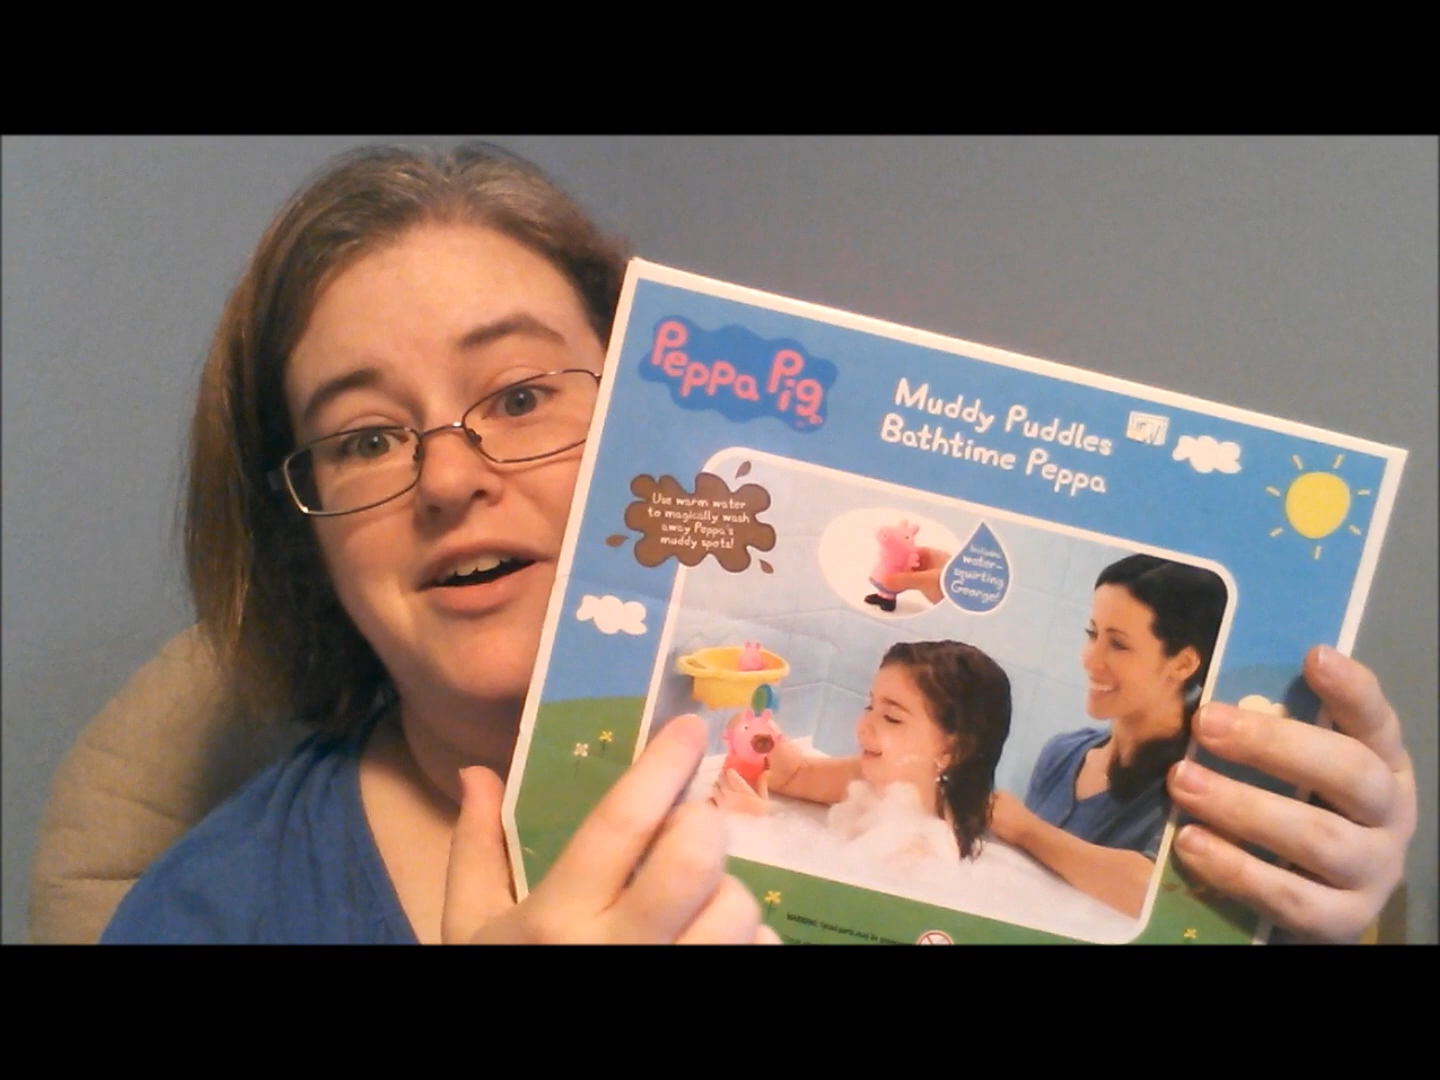 Peppa Pig
Muddy Puddles
Bathtime Peppa
Use warm water
to magically wash
away Peppa's
muddy spots!
Includes
water-
squirting
George!
WARNING: